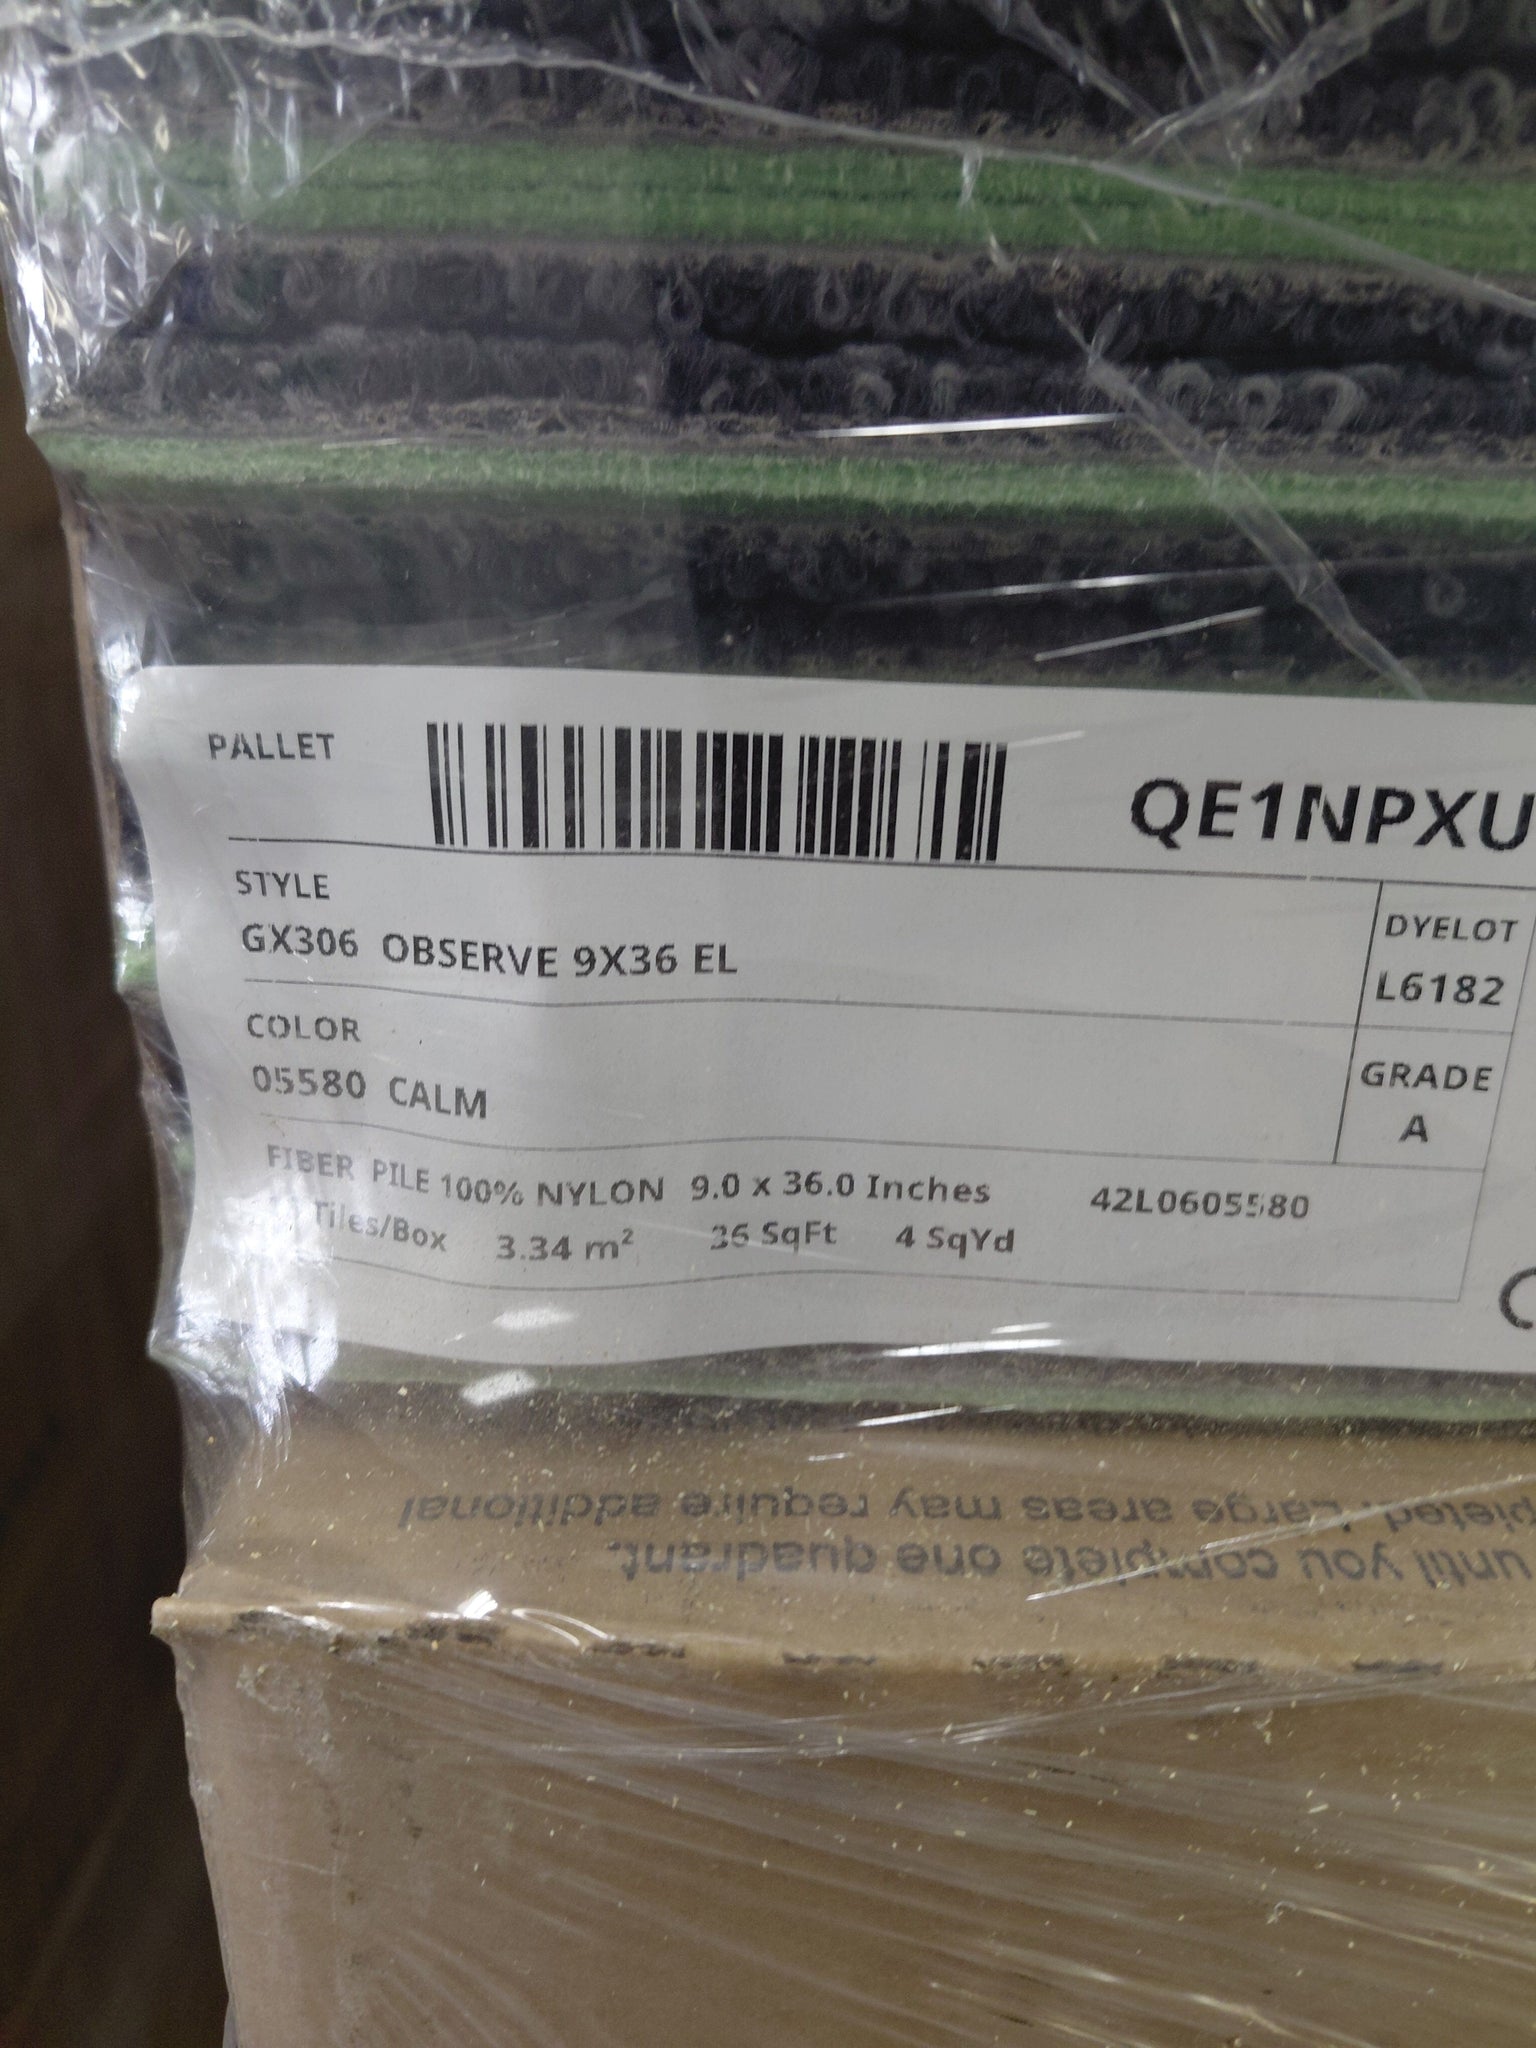 PALLET
QE1NPXU
STYLE
GX306 OBSERVE 9X36 EL
DYELOT
L6182
COLOR
05580 CALM
GRADE
A
FIBER PILE 100% NYLON 9.0 x 36.0 Inches 42L0605580
Tiles/Box 3.34 m² 36 SqFt 4 SqYd
until you complete one quadrant.
Large areas may require additional